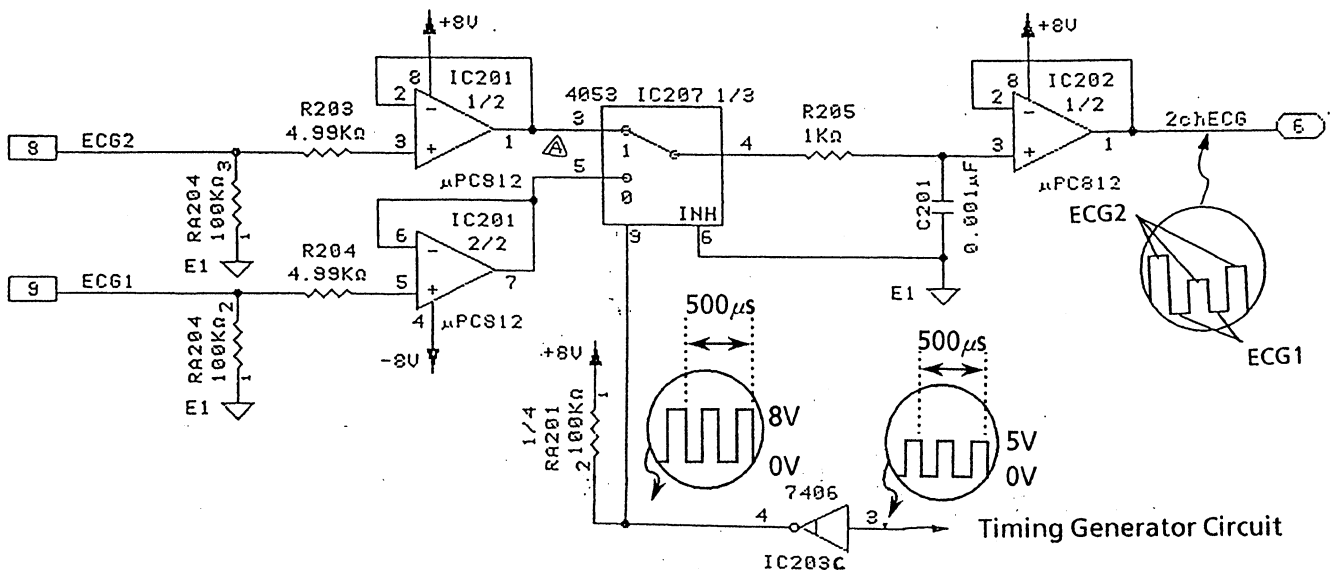 +8V
+8V
8
IC201
1/2
2
R203
4.99KΩ
3
1
μPC812
8
ECG2
RA204
100KΩ
3
1
E1
4053 IC207 1/3
3
1
5
0
4
INH
9
6
R205
1KΩ
C201
0.001μF
E1
8
IC202
1/2
2
3
1
μPC812
2chECG
6
ECG2
ECG1
IC201
2/2
6
R204
4.99KΩ
5
7
4
μPC812
-8V
9
ECG1
RA204
100KΩ
2
1
E1
+8V
1/4
RA201
100KΩ
1
2
500μs
8V
0V
500μs
5V
0V
7406
4
3
IC203C
Timing Generator Circuit
A